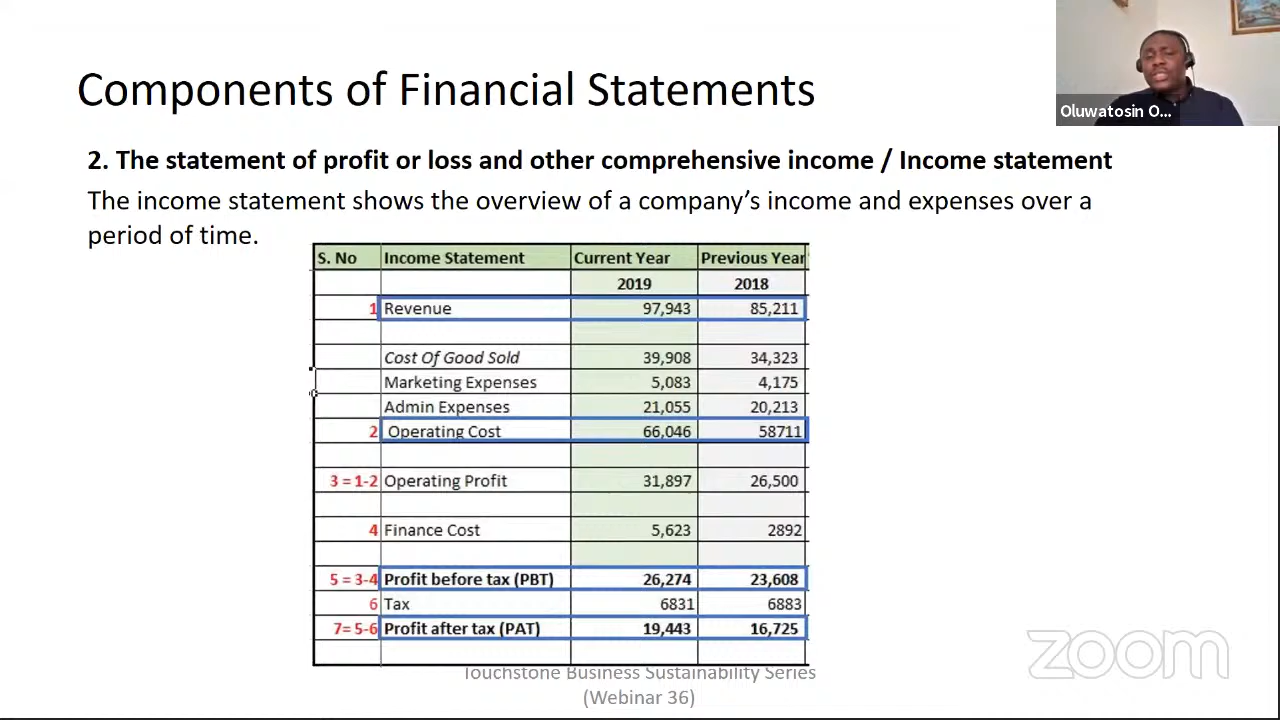 Components of Financial Statements
Oluwatosin O...
2. The statement of profit or loss and other comprehensive income / Income statement
The income statement shows the overview of a company’s income and expenses over a
period of time.
S. No Income Statement Current Year Previous Year
2019 2018
1 Revenue 97,943 85,211
Cost Of Good Sold 39,908 34,323
Marketing Expenses 5,083 4,175
Admin Expenses 21,055 20,213
2 Operating Cost 66,046 58711
3 = 1-2 Operating Profit 31,897 26,500
4 Finance Cost 5,623 2892
5 = 3-4 Profit before tax (PBT) 26,274 23,608
6 Tax 6831 6883
7= 5-6 Profit after tax (PAT) 19,443 16,725
Touchstone Business Sustainability Series
(Webinar 36)
zoom